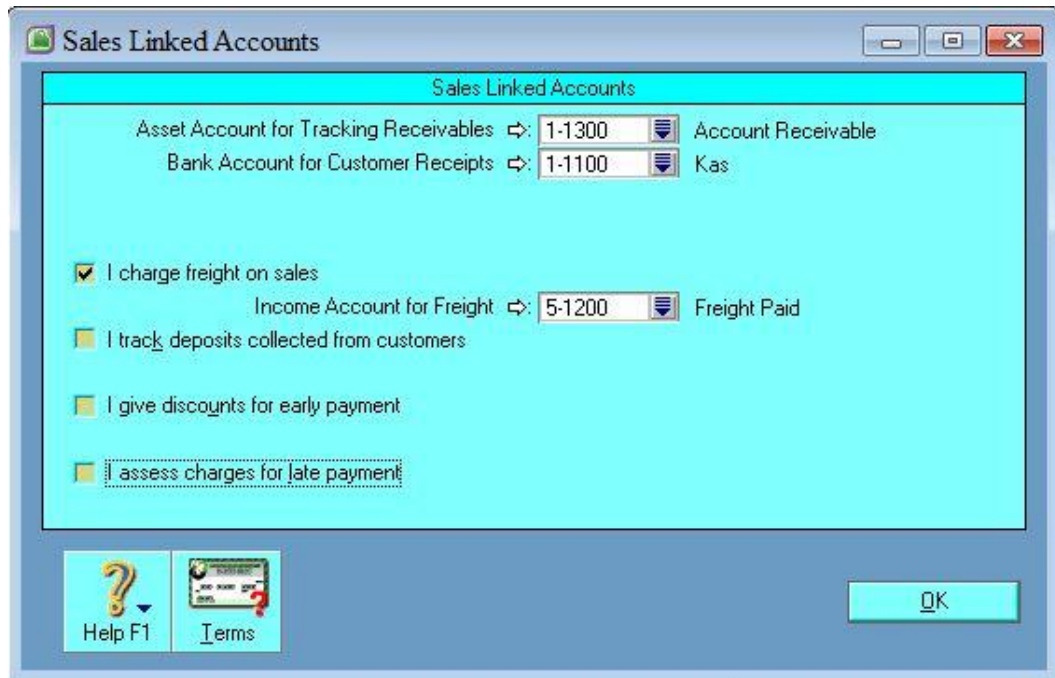 Sales Linked Accounts
Sales Linked Accounts
Asset Account for Tracking Receivables ⇨: 1-1300 Account Receivable
Bank Account for Customer Receipts ⇨: 1-1100 Kas
I charge freight on sales
Income Account for Freight ⇨: 5-1200 Freight Paid
I track deposits collected from customers
I give discounts for early payment
I assess charges for late payment
Help F1 Terms OK